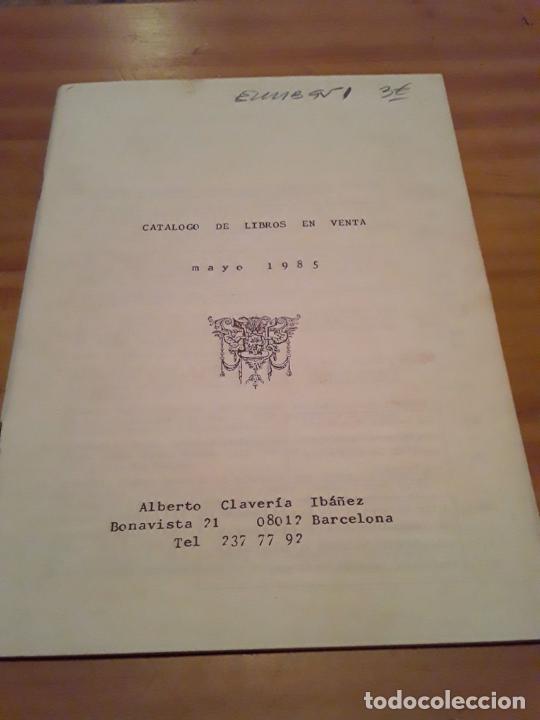 3€
CATALOGO DE LIBROS EN VENTA
mayo 1985
Alberto Clavería Ibáñez
Bonavista 21 08012 Barcelona
Tel 237 77 92
todocoleccion